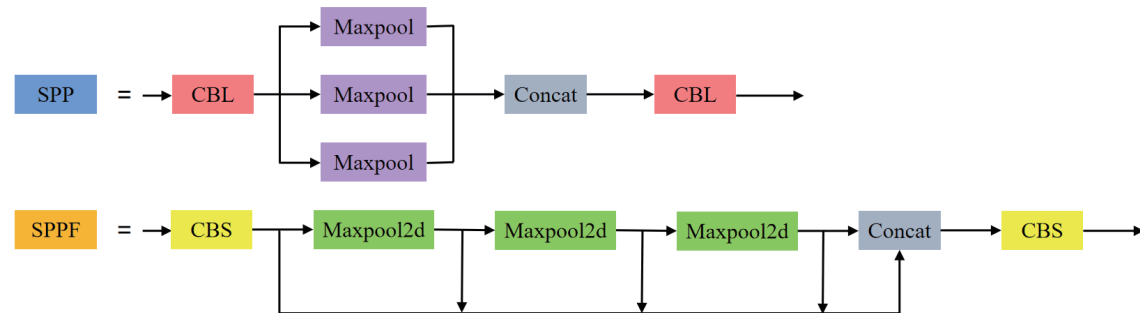 Maxpool
SPP = CBL Maxpool Concat CBL
Maxpool
SPPF = CBS Maxpool2d Maxpool2d Maxpool2d Concat CBS